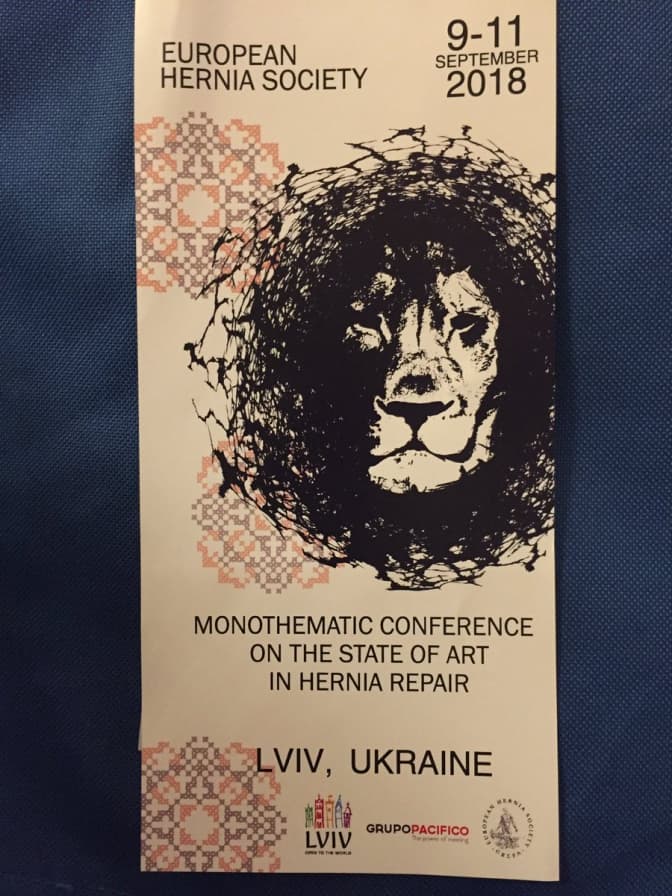 EUROPEAN
HERNIA SOCIETY
9-11
SEPTEMBER
2018
MONOTHEMATIC CONFERENCE
ON THE STATE OF ART
IN HERNIA REPAIR
LVIV, UKRAINE
LVIV
OPEN TO THE WORLD
GRUPOPACIFICO
The power of meeting
EUROPEAN HERNIA SOCIETY